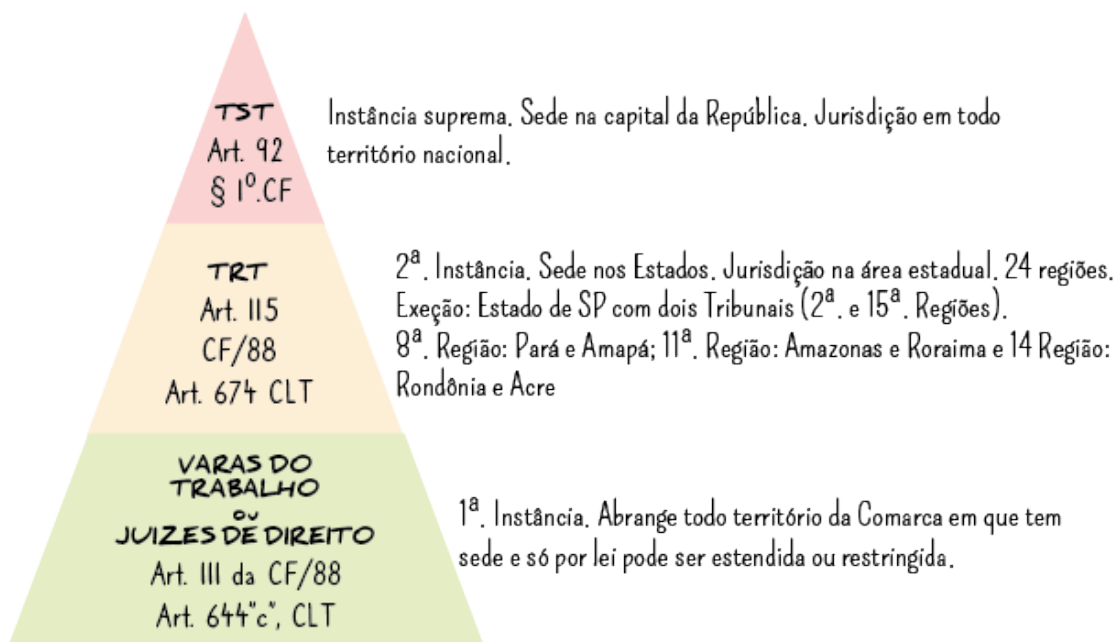 TST
Art. 92
§ 1º.CF
Instância suprema. Sede na capital da República. Jurisdição em todo
território nacional.
TRT
Art. 115
CF/88
Art. 674 CLT
2ª. Instância. Sede nos Estados. Jurisdição na área estadual. 24 regiões.
Exeção: Estado de SP com dois Tribunais (2ª. e 15ª. Regiões).
8ª. Região: Pará e Amapá; 11ª. Região: Amazonas e Roraima e 14 Região:
Rondônia e Acre
VARAS DO
TRABALHO
OU
JUIZES DE DIREITO
Art. 111 da CF/88
Art. 644"c", CLT
1ª. Instância. Abrange todo território da Comarca em que tem
sede e só por lei pode ser estendida ou restringida.